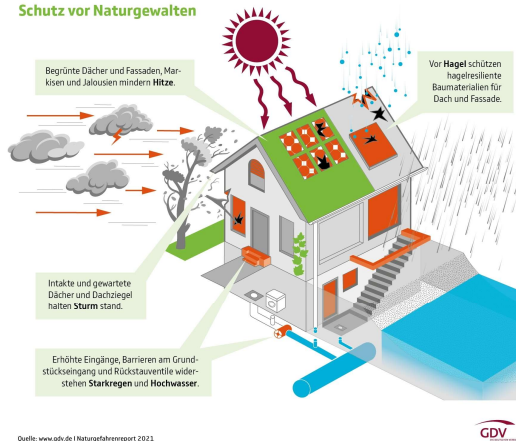 Schutz vor Naturgewalten
Begrünte Dächer und Fassaden, Mar-
kisen und Jalousien mindern Hitze.
Vor Hagel schützen
hagelresiliente
Baumaterialien für
Dach und Fassade.
Intakte und gewartete
Dächer und Dachziegel
halten Sturm stand.
Erhöhte Eingänge, Barrieren am Grund-
stückseingang und Rückstauventile wider-
stehen Starkregen und Hochwasser.
Quelle: www.gdv.de I Naturgefahrenreport 2021
GDV